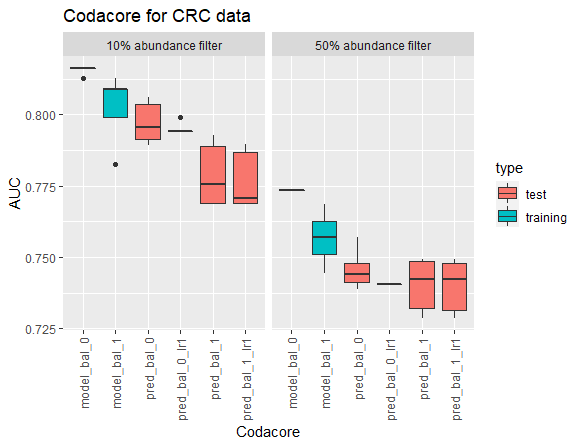 Codacore for CRC data
10% abundance filter
50% abundance filter
AUC
0.800
0.775
0.750
0.725
model_bal_0
model_bal_1
pred_bal_0
pred_bal_0_lr1
pred_bal_1
pred_bal_1_lr1
model_bal_0
model_bal_1
pred_bal_0
pred_bal_0_lr1
pred_bal_1
pred_bal_1_lr1
Codacore
type
test
training